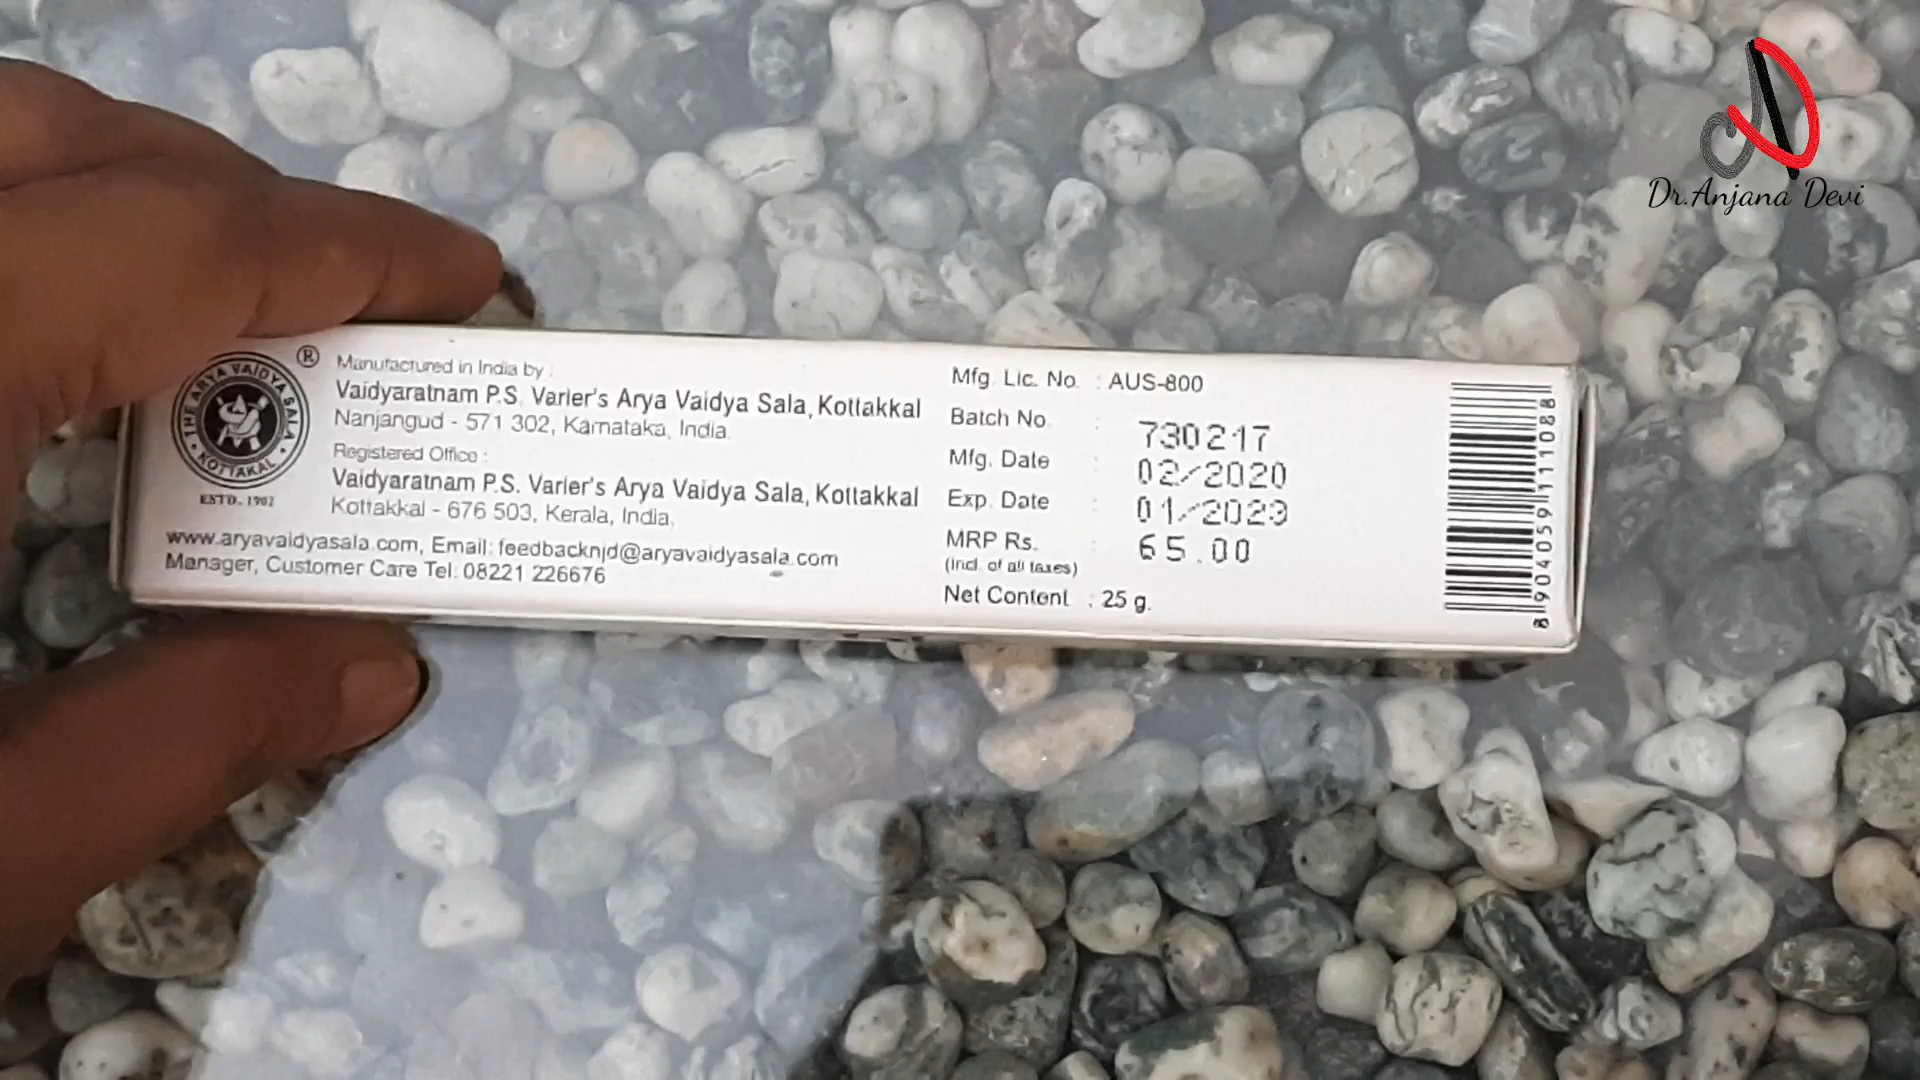 Dr.Anjana Devi
THE ARYA VAIDYA SALA
KOTTAKAL
ESTD. 1902
®
Manufactured in India by :
Vaidyaratnam P.S. Varier's Arya Vaidya Sala, Kottakkal
Nanjangud - 571 302, Karnataka, India.
Registered Office :
Vaidyaratnam P.S. Varier's Arya Vaidya Sala, Kottakkal
Kottakkal - 676 503, Kerala, India.
www.aryavaidyasala.com, Email: feedbacknjd@aryavaidyasala.com
Manager, Customer Care Tel: 08221 226676
Mfg. Lic. No. : AUS-800
Batch No. : 730217
Mfg. Date : 02/2020
Exp. Date : 01/2023
MRP Rs. : 65.00
(incl. of all taxes)
Net Content : 25 g.
8904059111088